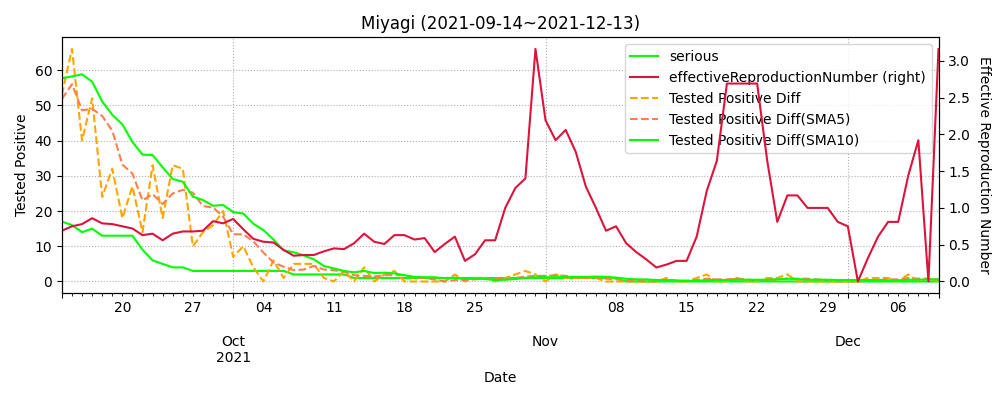 Miyagi (2021-09-14~2021-12-13)
serious
effectiveReproductionNumber (right)
Tested Positive Diff
Tested Positive Diff(SMA5)
Tested Positive Diff(SMA10)
Tested Positive
60
50
40
30
20
10
0
3.0
2.5
2.0
1.5
1.0
0.5
0.0
Effective Reproduction Number
20 27 04 11 18 25 08 15 22 29 06
Oct Nov Dec
2021
Date